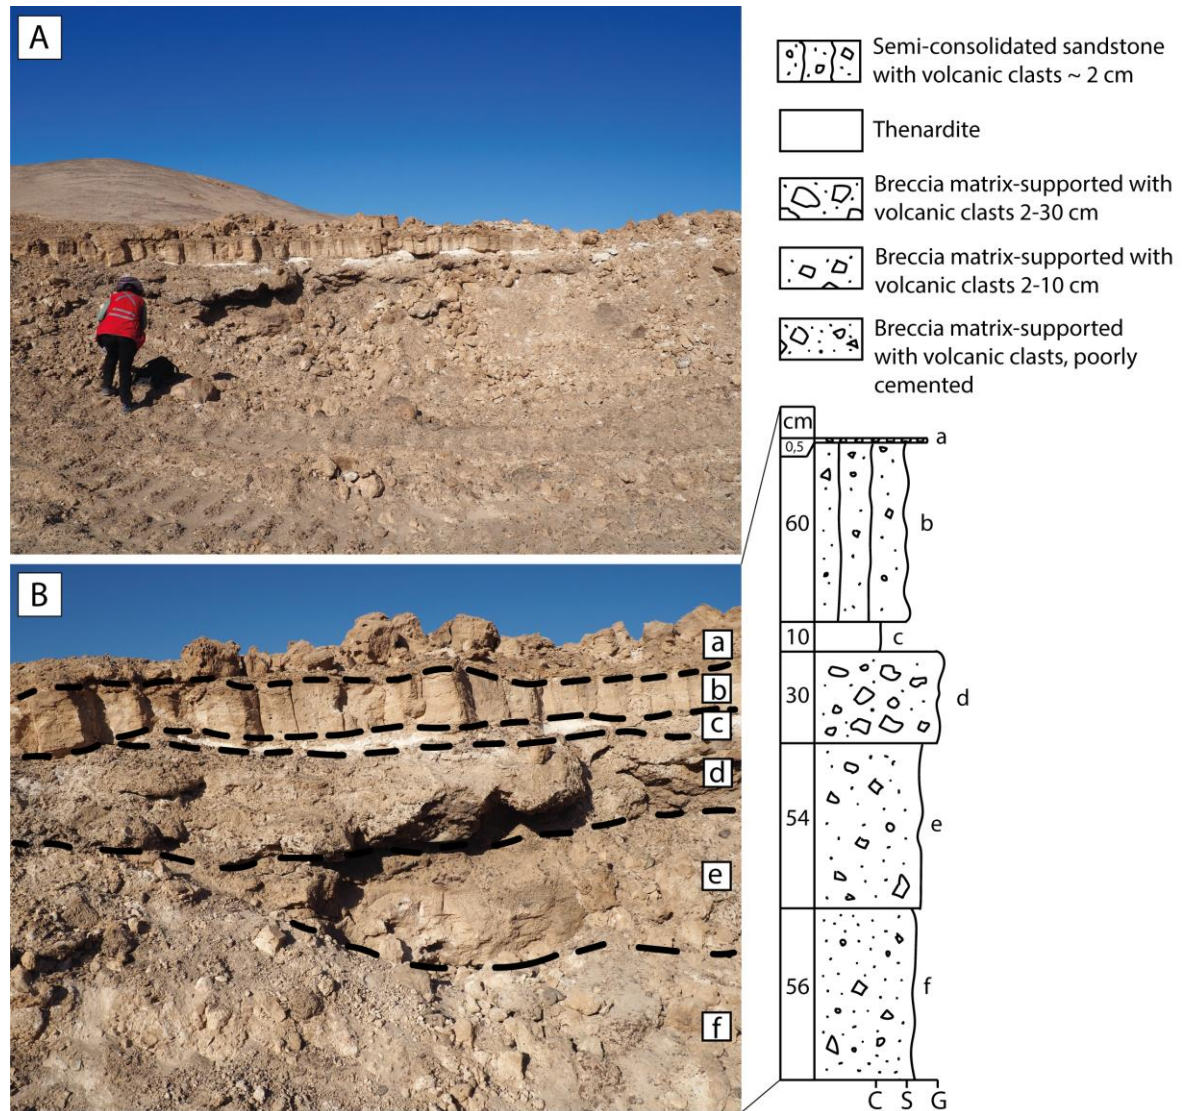 A
Semi-consolidated sandstone
with volcanic clasts ~ 2 cm
Thenardite
Breccia matrix-supported with
volcanic clasts 2-30 cm
Breccia matrix-supported with
volcanic clasts 2-10 cm
Breccia matrix-supported
with volcanic clasts, poorly
cemented
B
a
b
c
d
e
f
cm
0,5
a
60
b
10
c
30
d
54
e
56
f
C S G